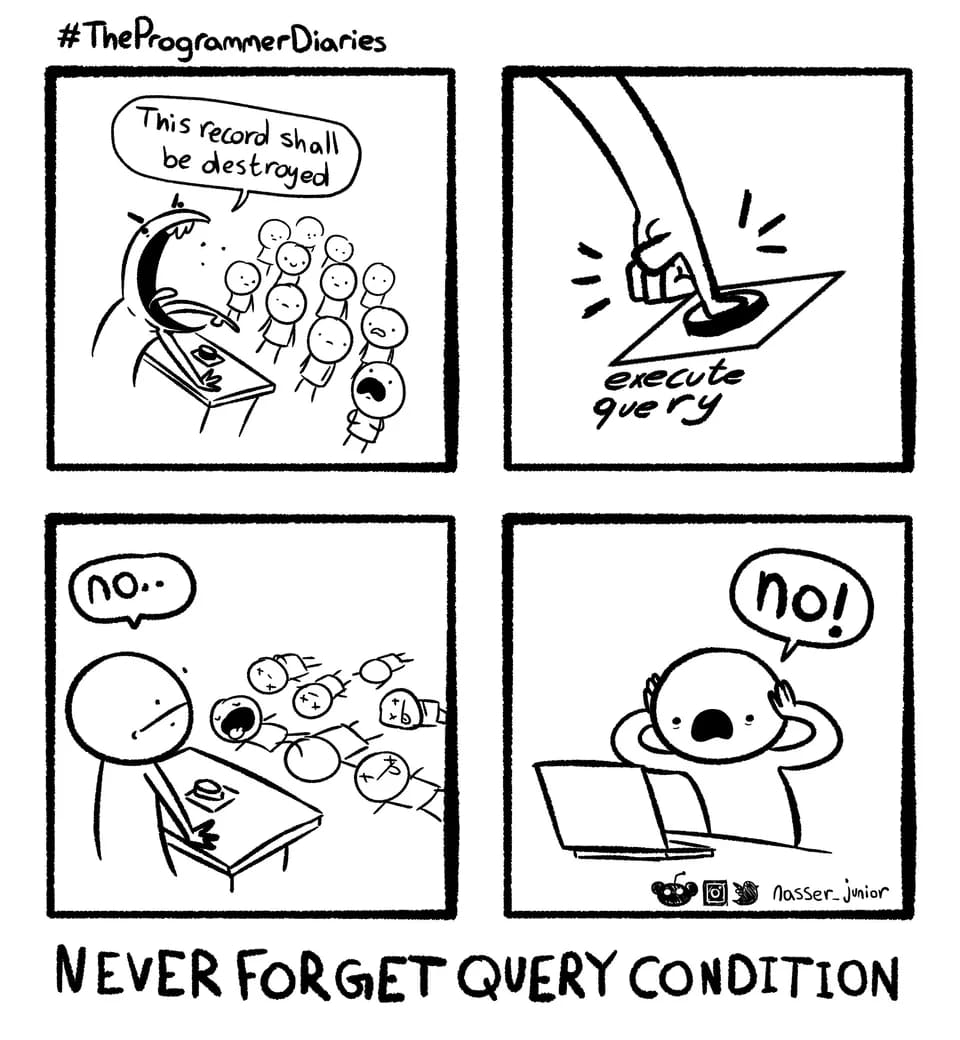 #TheProgrammerDiaries
This record shall
be destroyed
execute
query
no..
no!
nasser_junior
NEVER FORGET QUERY CONDITION